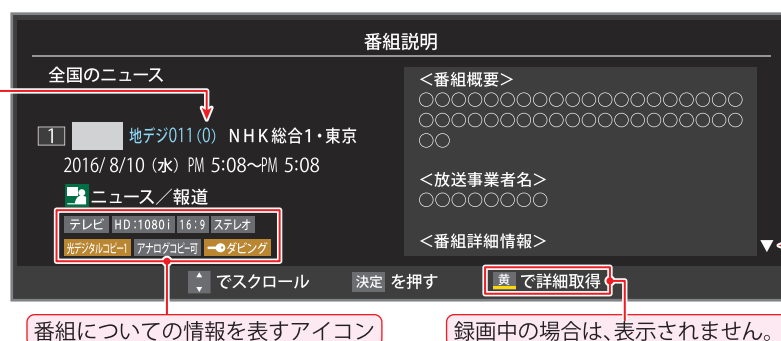 番組説明
全国のニュース
1 地デジ011(0) NHK総合1・東京
2016/ 8/10 (水) PM 5:08~PM 5:08
ニュース/報道
テレビ HD:1080i 16:9 ステレオ
光デジタルコピー1 アナログコピー可 ダビング
<番組概要>
○○○○○○○○○○○○○○○○○○○○
○○○○○○○○○○○○○○○○○○○○
○○
<放送事業者名>
○○○○○○○○
<番組詳細情報>
でスクロール 決定 を押す 黄 で詳細取得
番組についての情報を表すアイコン
録画中の場合は、表示されません。